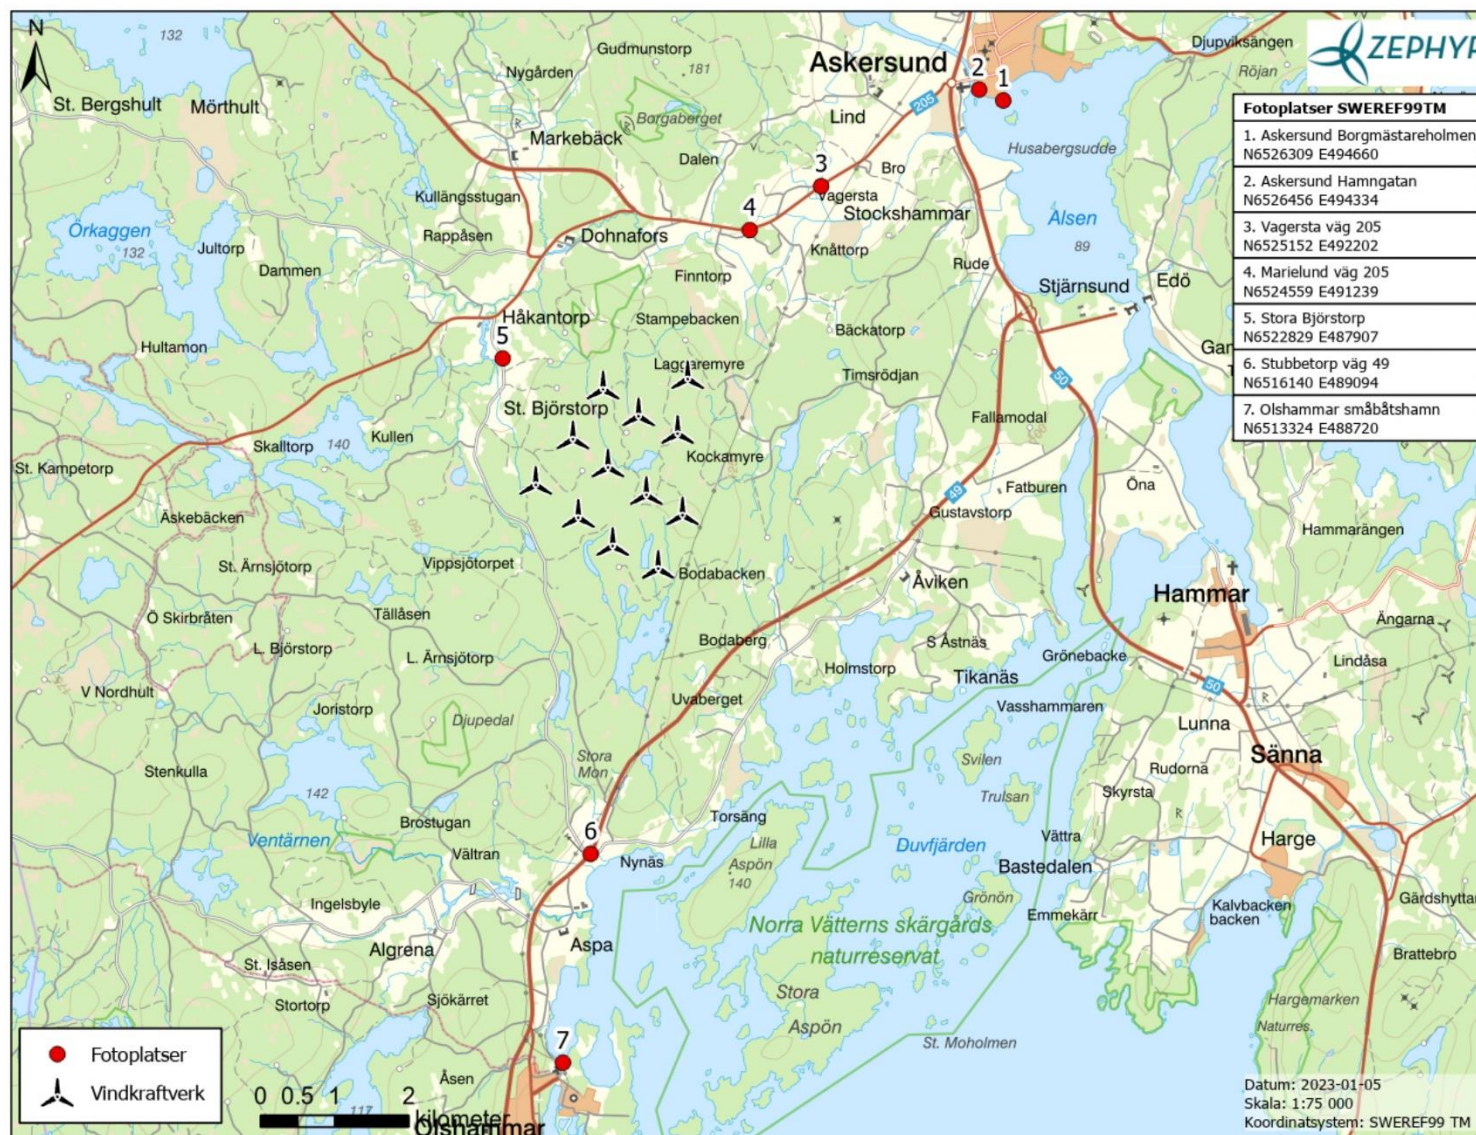 N
132
Gudmunstorp
Djupviksängen
ZEPHYR
Nygården
181
Askersund
2
1
Röjan
St. Bergshult
Mörthult
205
Fotoplatser SWEREF99TM
1. Askersund Borgmästareholmen
N6526309 E494660
2. Askersund Hamngatan
N6526456 E494334
3. Vagersta väg 205
N6525152 E492202
4. Marielund väg 205
N6524559 E491239
5. Stora Björstorp
N6522829 E487907
6. Stubbetorp väg 49
N6516140 E489094
7. Olshammar småbåtshamn
N6513324 E488720
Borgaberget
Lind
R
Markebäck
Husabergsudde
Dalen
3
Bro
Kullängsstugan
Vagersta
Stockshammar
4
Alsen
Örkaggen
132
Jultorp
Rappåsen
Dohnafors
Knåttorp
89
Dammen
Finntorp
Rude
Stjärnsund
Edö
Håkantorp
Stampebacken
Bäckatorp
5
Hultamon
Laggaremyre
Gar
Timsrödjan
50
St. Björstorp
Fallamodal
Skalltorp
140
Kullen
St. Kampetorp
Kockamyre
49
Fatburen
Öna
Äskebäcken
Gustavstorp
Hammarängen
St. Ärnsjötorp
Vippsjötorpet
Bodabacken
Åviken
Hammar
Ö Skirbråten
Tällåsen
Ängarna
L. Björstorp
L. Ärnsjötorp
Bodaberg
S Åstnäs
Grönebacke
Lindåsa
Holmstorp
Tikanäs
50
V Nordhult
Uvaberget
Vasshammaren
R
Joristorp
Djupedal
Lunna
Stora
Mon
Svilen
Sänna
Stenkulla
Rudorna
142
Trulsan
Skyrsta
R
Brostugan
Torsäng
Ventärnen
6
Lilla
Aspön
140
Duvfjärden
Vättra
Harge
Vältran
Nynäs
Bastedalen
Ingelsbyle
Grönön
Kalvbacken
backen
Gärdshyttan
Emmekärr
Norra Vätterns skärgårds
naturreservat
Algrena
Aspa
Brattebro
St. Isåsen
Stortorp
Sjökärret
Stora
Aspön
Hargemarken
Naturres.
7
St. Moholmen
Fotoplatser
Vindkraftverk
Åsen
0 0.5 1 2
kilometer
117
Olshammar
Datum: 2023-01-05
Skala: 1:75 000
Koordinatsystem: SWEREF99 TM